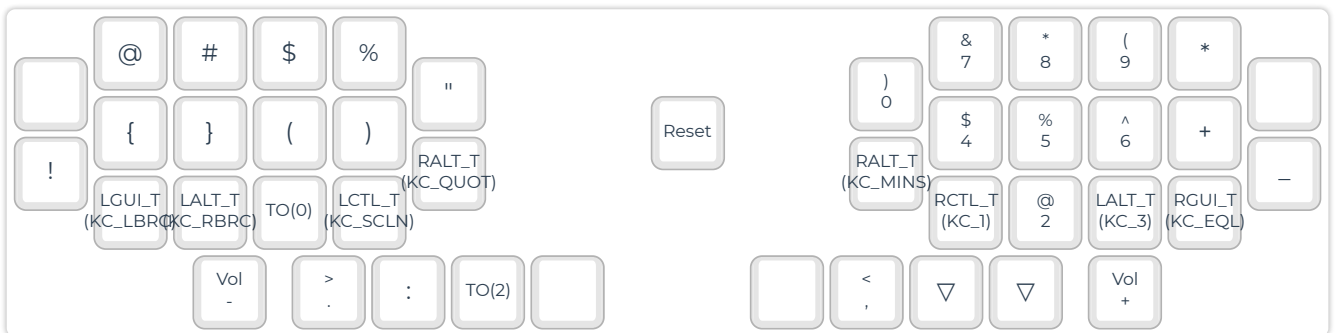 @ # $ % & 7 * 8 ( 9 *
" ) 0
{ } ( ) Reset $ 4 % 5 ^ 6 +
! RALT_T (KC_QUOT) RALT_T (KC_MINS) _
LGUI_T (KC_LBRC) LALT_T (KC_RBRC) TO(0) LCTL_T (KC_SCLN) RCTL_T (KC_1) @ 2 LALT_T (KC_3) RGUI_T (KC_EQL)
Vol - > . : TO(2) < , ▽ ▽ Vol +